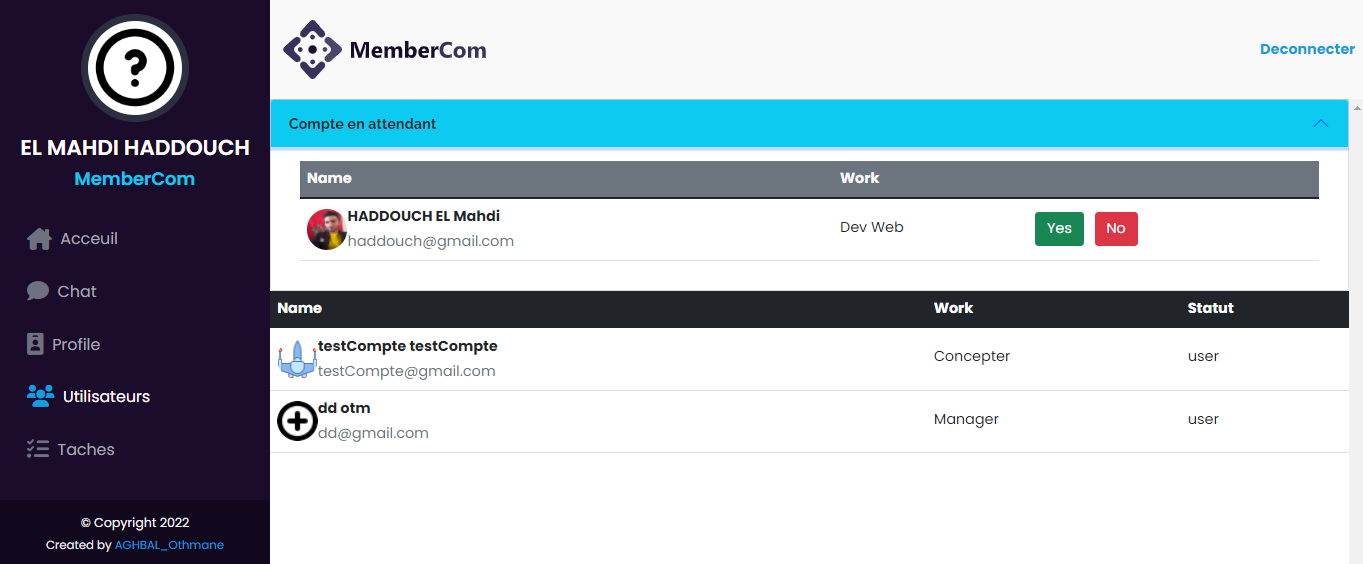 EL MAHDI HADDOUCH
MemberCom
Acceuil
Chat
Profile
Utilisateurs
Taches
© Copyright 2022
Created by AGHBAL_Othmane
MemberCom
Deconnecter
Compte en attendant
Name Work
HADDOUCH EL Mahdi
haddouch@gmail.com
Dev Web Yes No
Name Work Statut
testCompte testCompte
testCompte@gmail.com
Concepter user
dd otm
dd@gmail.com
Manager user